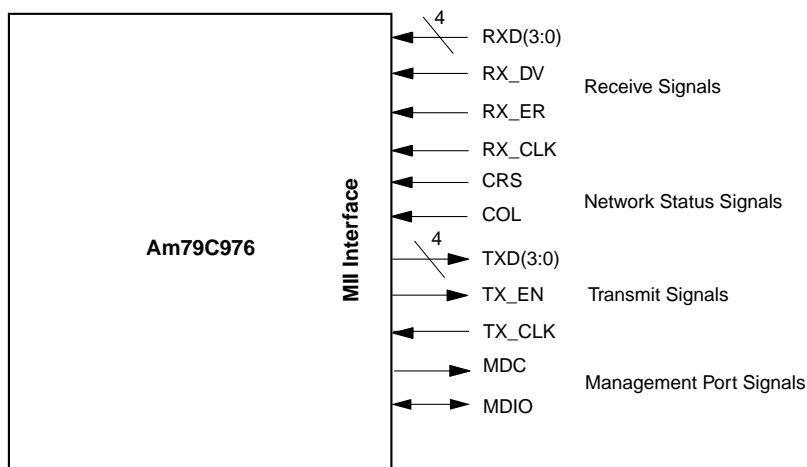 4
RXD(3:0)
RX_DV
Receive Signals
RX_ER
RX_CLK
CRS
Network Status Signals
COL
Am79C976
MII Interface
4
TXD(3:0)
TX_EN
Transmit Signals
TX_CLK
MDC
Management Port Signals
MDIO